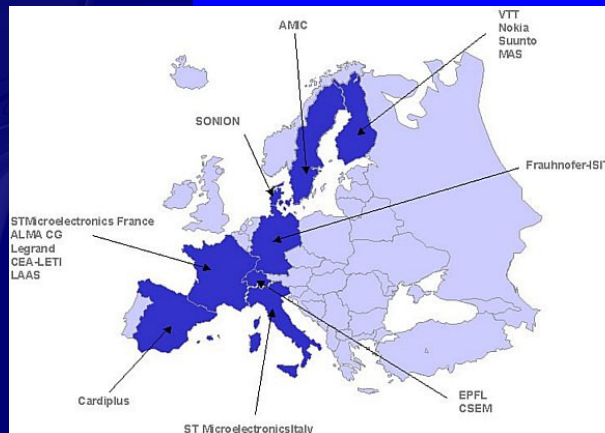 AMIC
VTT
Nokia
Suunto
MAS
SONION
Frauhnofer-ISIT
STMicroelectronics France
ALMA CG
Legrand
CEA-LETI
LAAS
Cardiplus
EPFL
CSEM
ST MicroelectronicsItaly